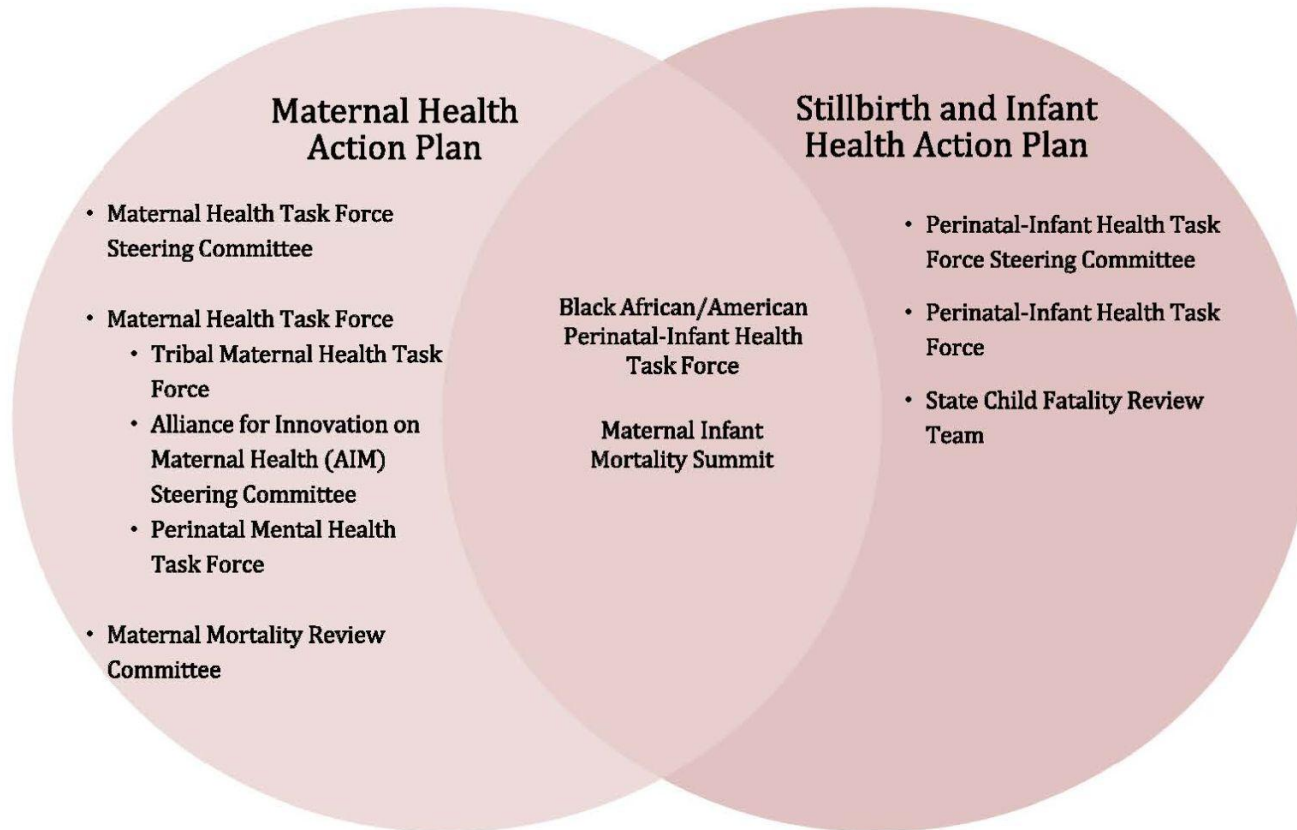 Maternal Health
Action Plan
• Maternal Health Task Force
Steering Committee
• Maternal Health Task Force
• Tribal Maternal Health Task
Force
• Alliance for Innovation on
Maternal Health (AIM)
Steering Committee
• Perinatal Mental Health
Task Force
• Maternal Mortality Review
Committee
Black African/American
Perinatal-Infant Health
Task Force
Maternal Infant
Mortality Summit
Stillbirth and Infant
Health Action Plan
• Perinatal-Infant Health Task
Force Steering Committee
• Perinatal-Infant Health Task
Force
• State Child Fatality Review
Team